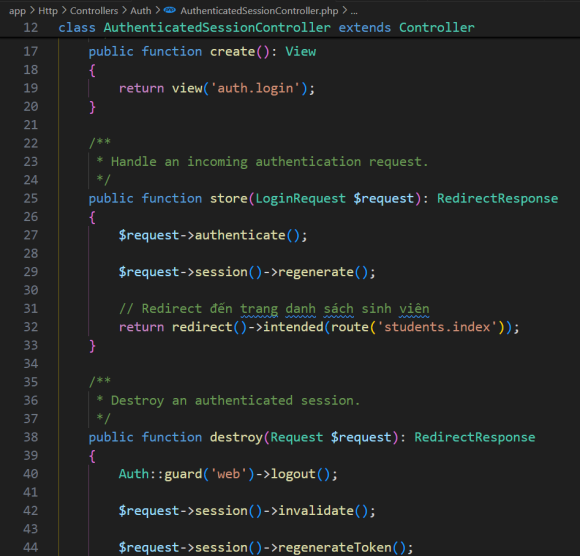 app > Http > Controllers > Auth > AuthenticatedSessionController.php > ...
12 class AuthenticatedSessionController extends Controller
17     public function create(): View
18     {
19         return view('auth.login');
20     }
21
22     /**
23      * Handle an incoming authentication request.
24      */
25     public function store(LoginRequest $request): RedirectResponse
26     {
27         $request->authenticate();
28
29         $request->session()->regenerate();
30
31         // Redirect đến trang danh sách sinh viên
32         return redirect()->intended(route('students.index'));
33     }
34
35     /**
36      * Destroy an authenticated session.
37      */
38     public function destroy(Request $request): RedirectResponse
39     {
40         Auth::guard('web')->logout();
41
42         $request->session()->invalidate();
43
44         $request->session()->regenerateToken();